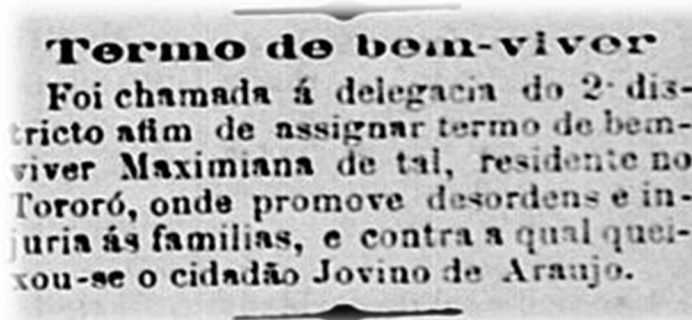 Termo de bem-viver
Foi chamada á delegacia do 2· dis-
tricto afim de assignar termo de bem-
viver Maximiana de tal, residente no
Tororó, onde promove desordens e in-
juria ás familias, e contra a qual quei-
xou-se o cidadão Jovino de Araujo.